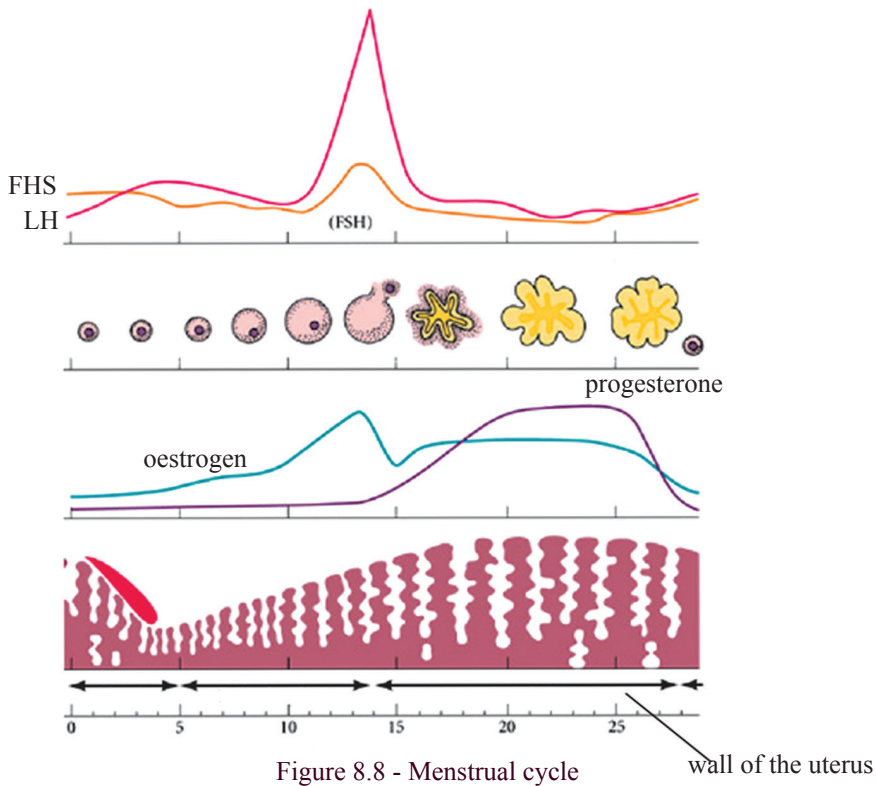 FHS
LH
(FSH)
progesterone
oestrogen
0 5 10 15 20 25
wall of the uterus
Figure 8.8 - Menstrual cycle